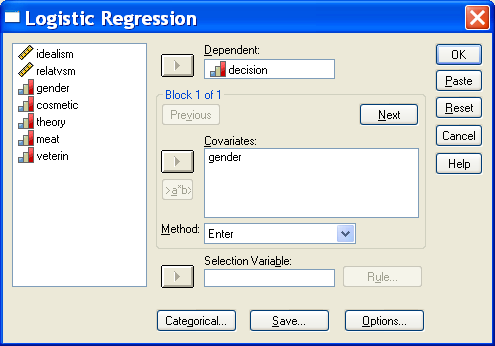 Logistic Regression
idealism
relatvsm
gender
cosmetic
theory
meat
veterin
Dependent:
decision
Block 1 of 1
Previous
Next
Covariates:
gender
>a*b>
Method:
Enter
Selection Variable:
Rule...
Categorical...
Save...
Options...
OK
Paste
Reset
Cancel
Help